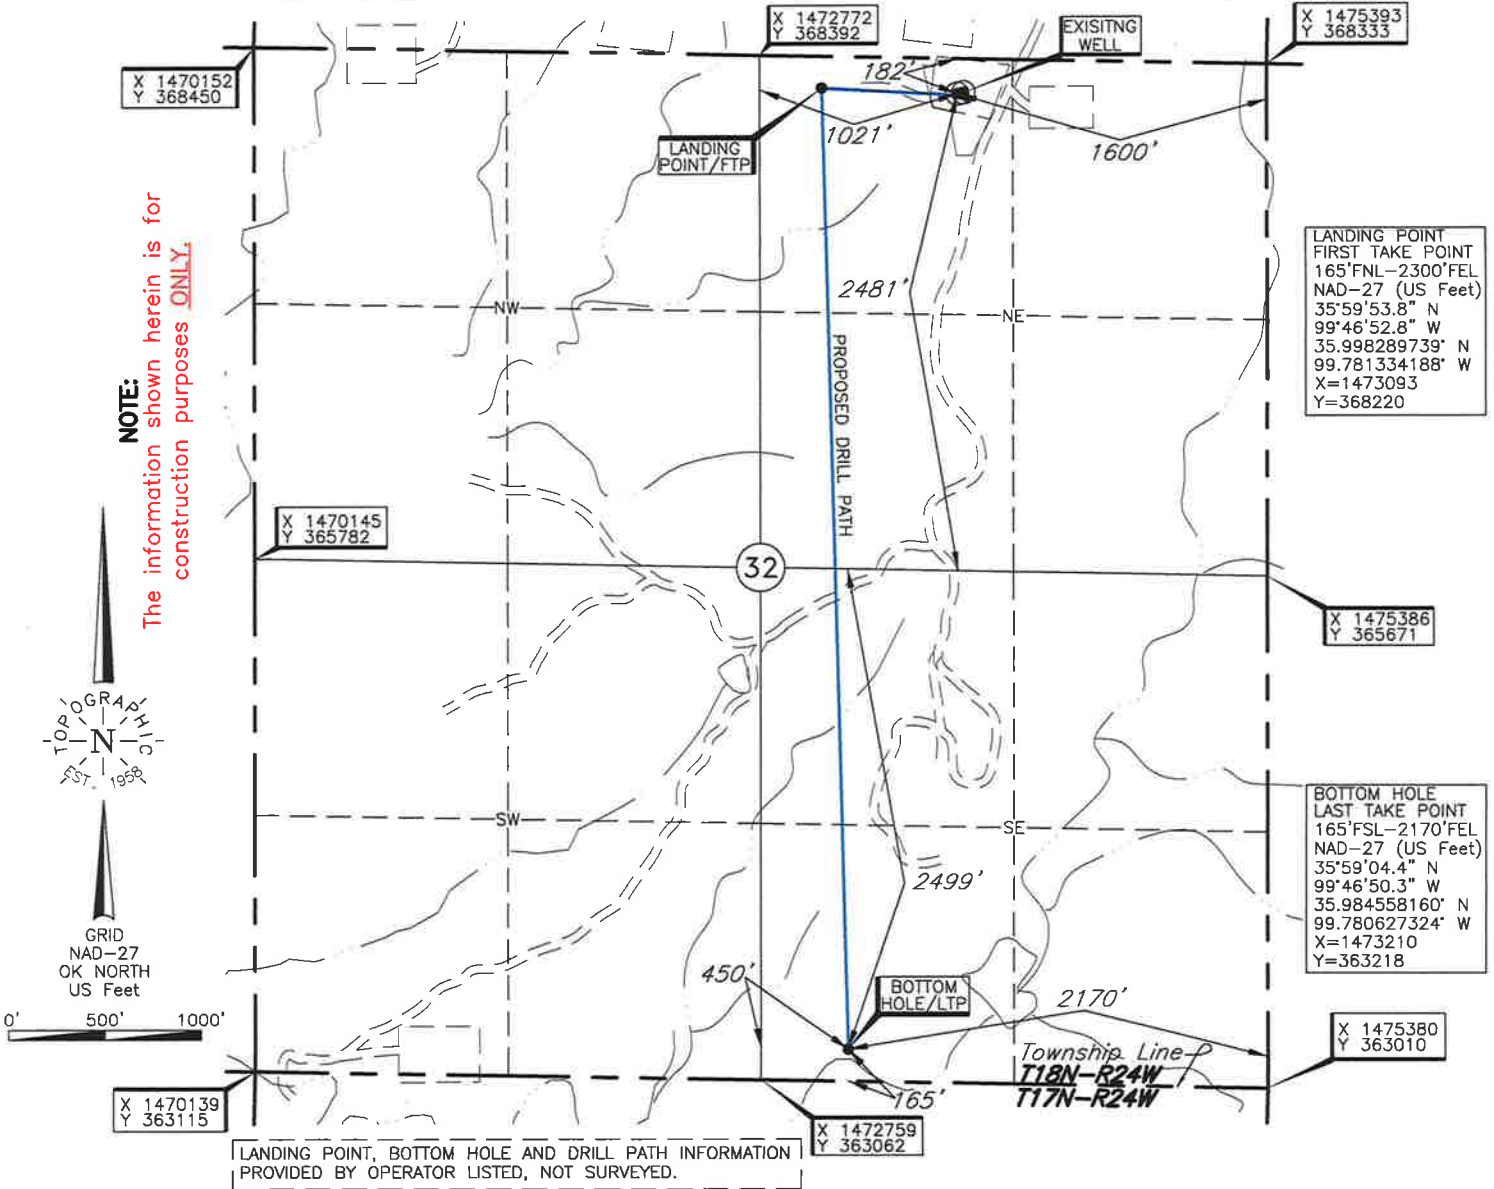 X 1472772
Y 368392
EXISITNG
WELL
X 1475393
Y 368333
X 1470152
Y 368450
182'
1021'
1600'
LANDING
POINT/FTP
NOTE:
The information shown herein is for
construction purposes ONLY.
LANDING POINT
FIRST TAKE POINT
165'FNL-2300'FEL
NAD-27 (US Feet)
35°59'53.8" N
99°46'52.8" W
35.998289739° N
99.781334188° W
X=1473093
Y=368220
2481'
NW
NE
PROPOSED DRILL PATH
X 1470145
Y 365782
32
X 1475386
Y 365671
TOPOGRAPHIC
N
EST. 1958
SW
SE
BOTTOM HOLE
LAST TAKE POINT
165'FSL-2170'FEL
NAD-27 (US Feet)
35°59'04.4" N
99°46'50.3" W
35.984558160° N
99.780627324° W
X=1473210
Y=363218
2499'
GRID
NAD-27
OK NORTH
US Feet
0' 500' 1000'
450'
BOTTOM
HOLE/LTP
2170'
X 1475380
Y 363010
Township Line
T18N-R24W
T17N-R24W
165'
X 1470139
Y 363115
X 1472759
Y 363062
LANDING POINT, BOTTOM HOLE AND DRILL PATH INFORMATION
PROVIDED BY OPERATOR LISTED, NOT SURVEYED.